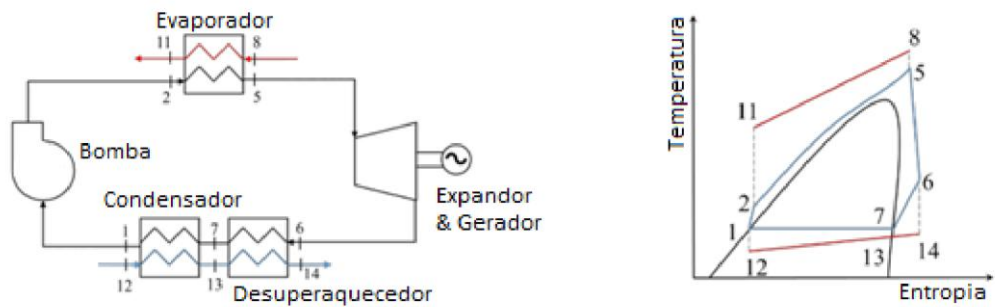 Evaporador
11
8
2
5
Bomba
Condensador
Expandor
& Gerador
1
7
6
12
13
14
Desuperaquecedor
Temperatura
8
5
11
2
6
1
7
12
13
14
Entropia